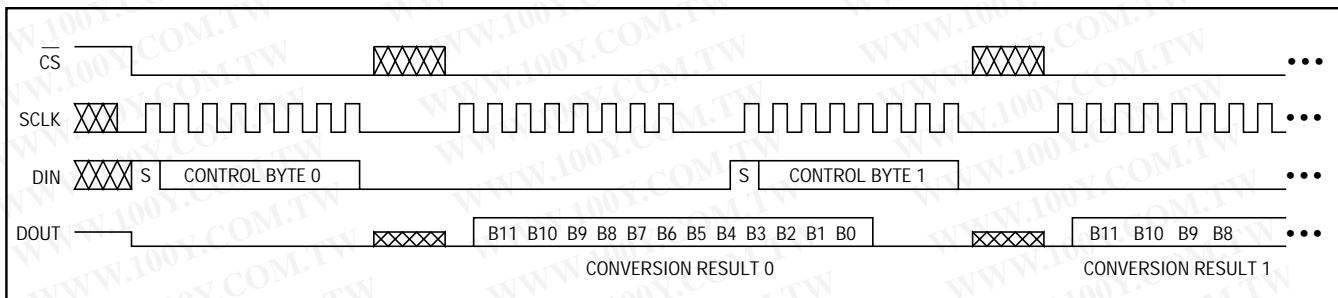 CS
SCLK
DIN S CONTROL BYTE 0 S CONTROL BYTE 1
DOUT B11 B10 B9 B8 B7 B6 B5 B4 B3 B2 B1 B0 B11 B10 B9 B8
CONVERSION RESULT 0 CONVERSION RESULT 1
WWW.100Y.COM.TW